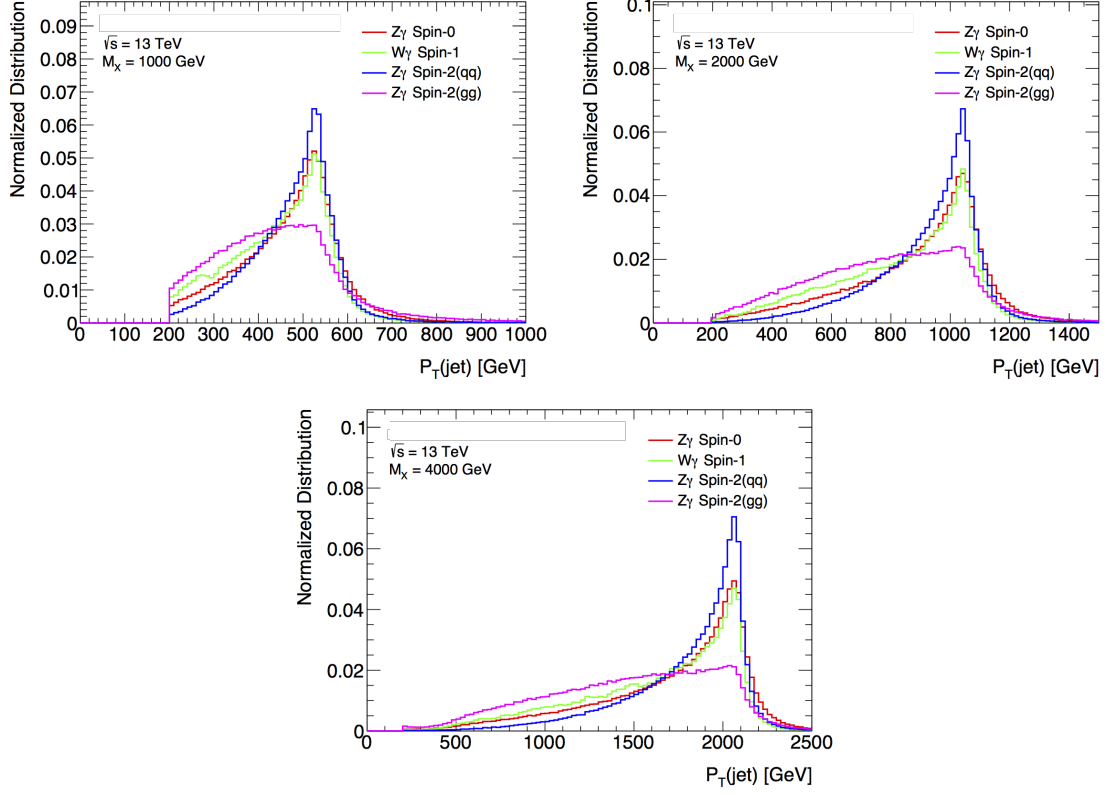 Normalized Distribution
0.09
0.08
0.07
0.06
0.05
0.04
0.03
0.02
0.01
0
√s = 13 TeV
M_X = 1000 GeV
Zγ Spin-0
Wγ Spin-1
Zγ Spin-2(qq)
Zγ Spin-2(gg)
0 100 200 300 400 500 600 700 800 900 1000
P_T(jet) [GeV]
Normalized Distribution
0.1
0.08
0.06
0.04
0.02
0
√s = 13 TeV
M_X = 2000 GeV
Zγ Spin-0
Wγ Spin-1
Zγ Spin-2(qq)
Zγ Spin-2(gg)
0 200 400 600 800 1000 1200 1400
P_T(jet) [GeV]
Normalized Distribution
0.1
0.08
0.06
0.04
0.02
0
√s = 13 TeV
M_X = 4000 GeV
Zγ Spin-0
Wγ Spin-1
Zγ Spin-2(qq)
Zγ Spin-2(gg)
0 500 1000 1500 2000 2500
P_T(jet) [GeV]